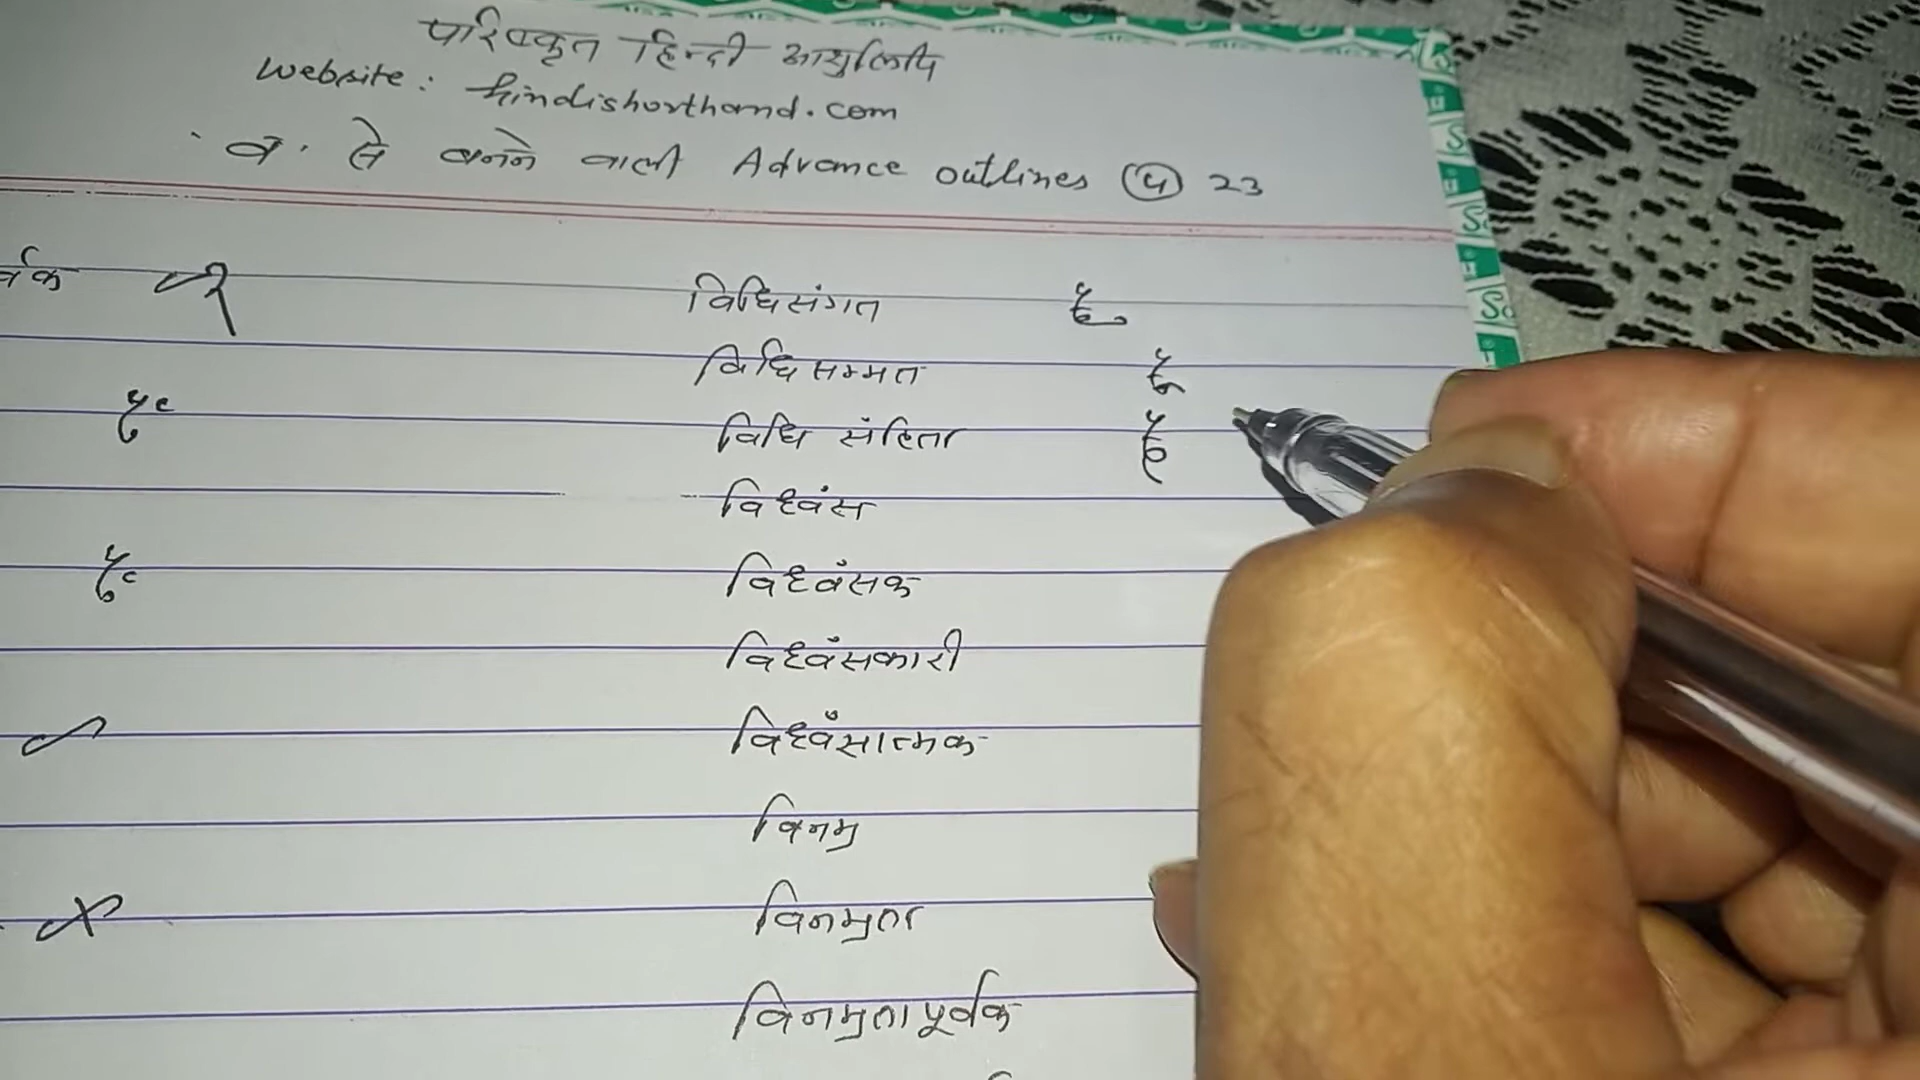 परिष्कृत हिन्दी आशुलिपि
Website: hindishorthand.com
व से बनने वाली Advance outlines 23
विधिसंगत
विधि सम्मत
विधि संहिता
विध्वंस
विध्वंसक
विध्वंसकारी
विध्वंसात्मक
विनम्र
विनम्रता
विनम्रतापूर्वक